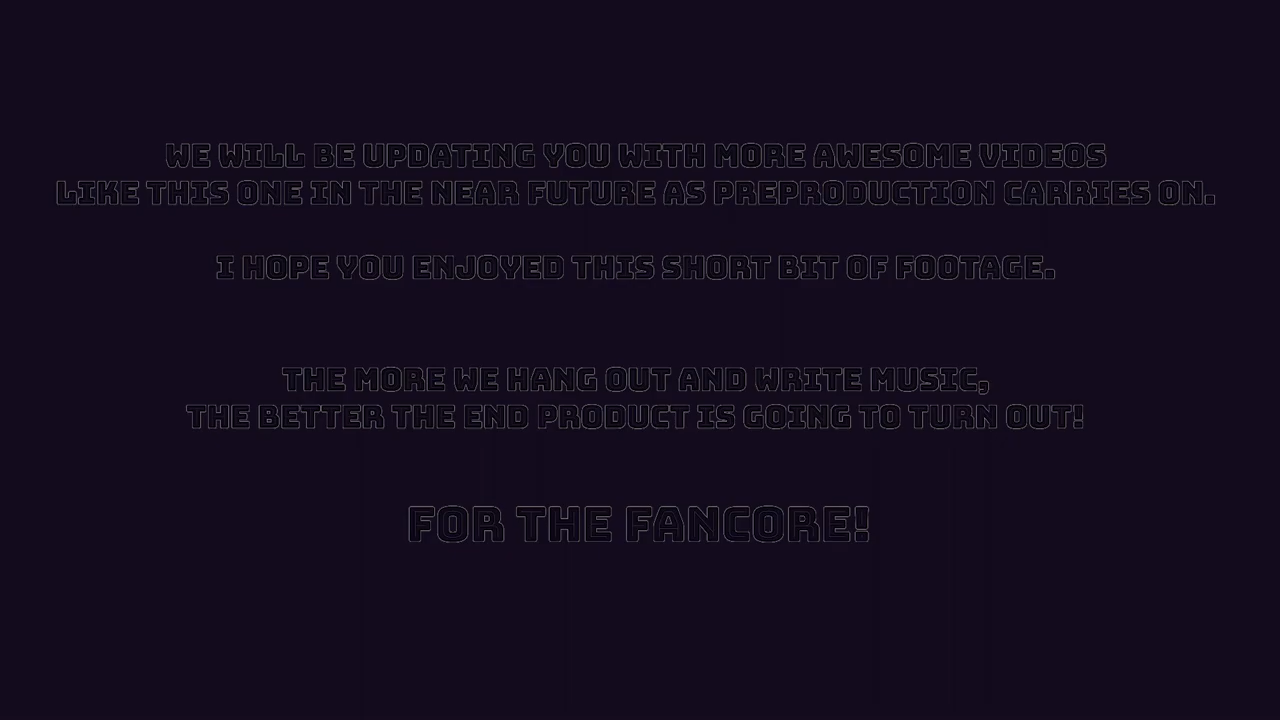 WE WILL BE UPDATING YOU WITH MORE AWESOME VIDEOS
LIKE THIS ONE IN THE NEAR FUTURE AS PREPRODUCTION CARRIES ON.
I HOPE YOU ENJOYED THIS SHORT BIT OF FOOTAGE.
THE MORE WE HANG OUT AND WRITE MUSIC,
THE BETTER THE END PRODUCT IS GOING TO TURN OUT!
FOR THE FANCORE!